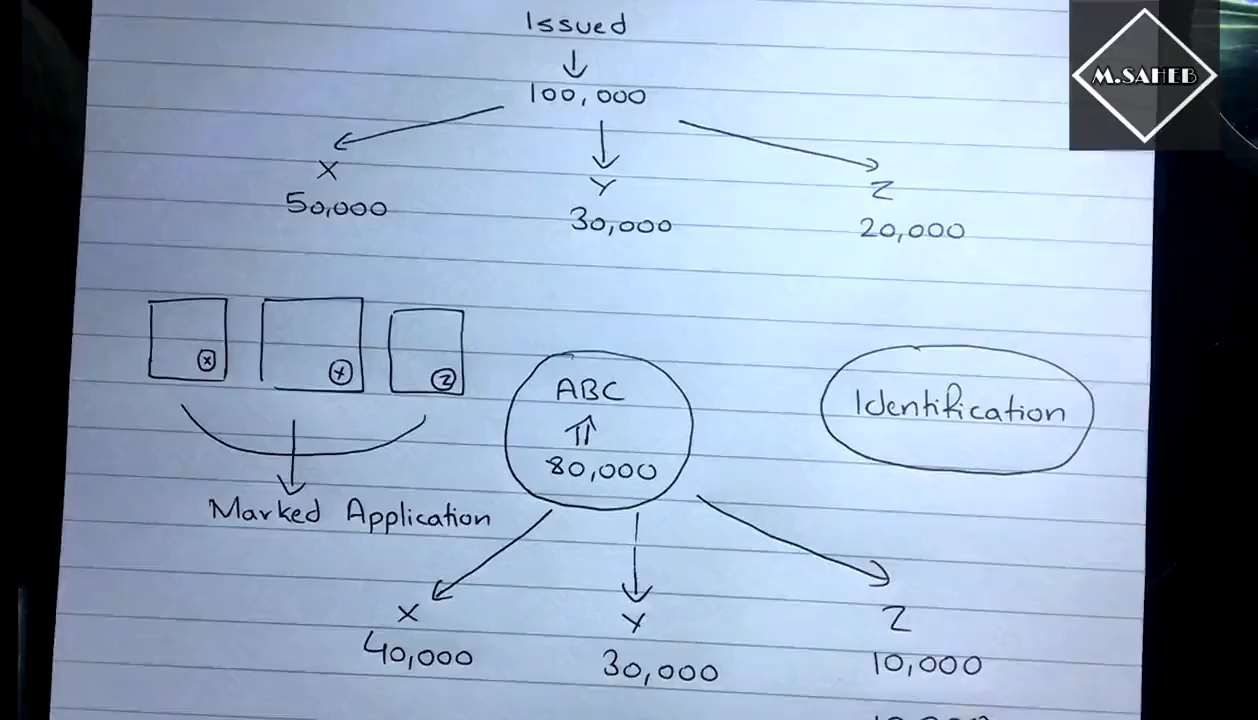 Issued
100,000
X Y Z
50,000 30,000 20,000
M.SAHEB
X Y Z
ABC
80,000
Identification
Marked Application
X Y Z
40,000 30,000 10,000